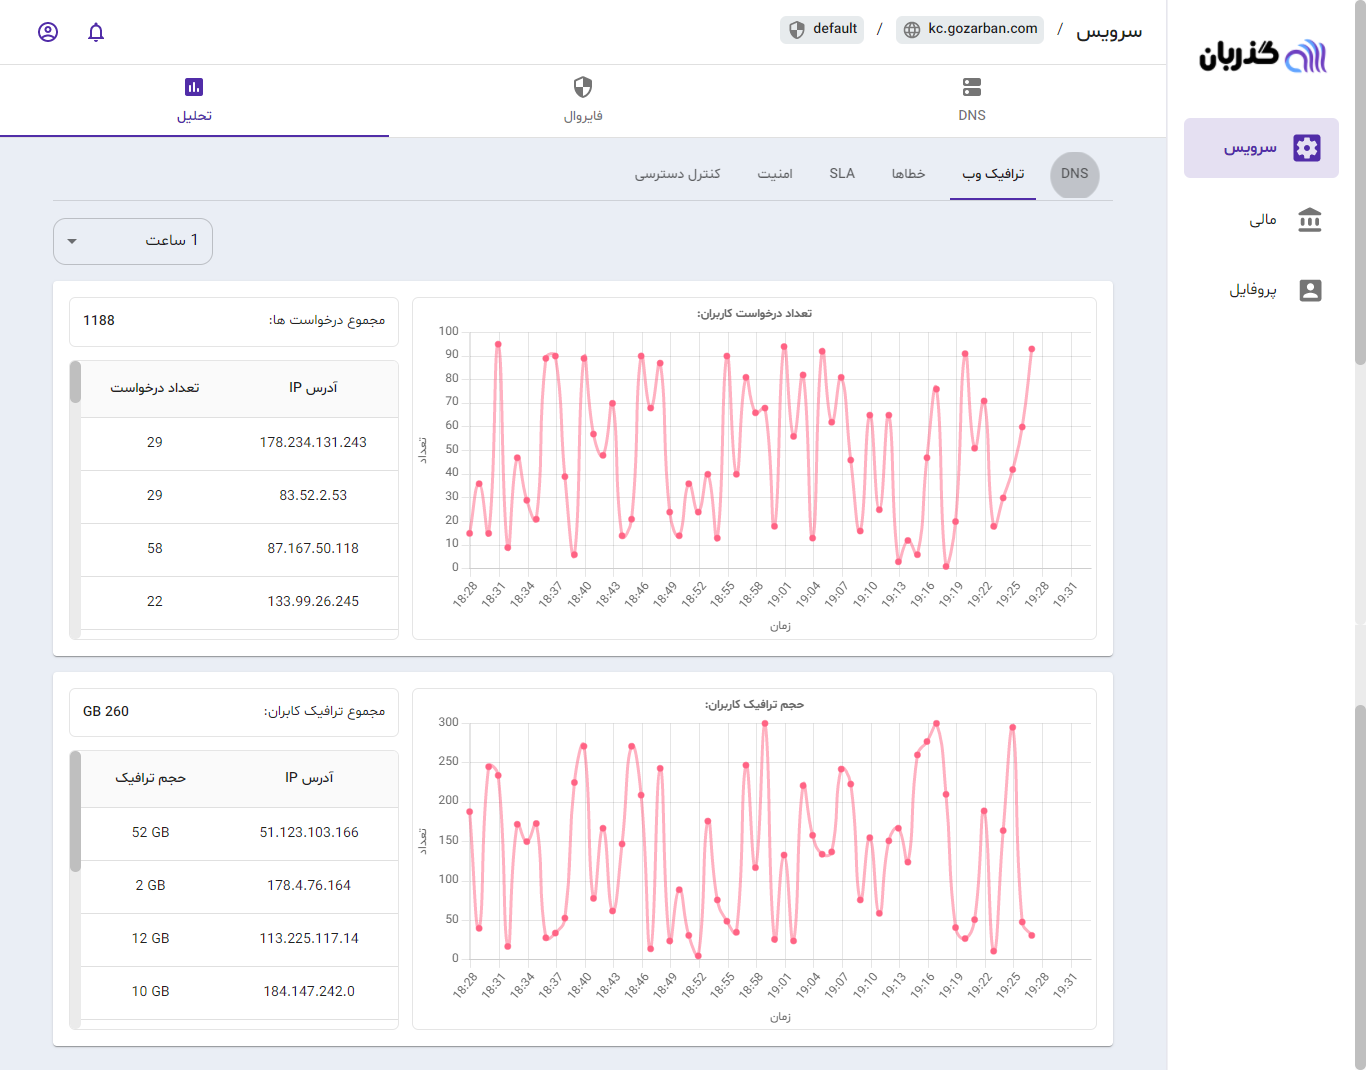 گذربان
سرویس
مالی
پروفایل
سرویس / kc.gozarban.com / default
DNS
فایروال
تحلیل
DNS
ترافیک وب
خطاها
SLA
امنیت
کنترل دسترسی
1 ساعت
تعداد درخواست کاربران:
تعداد
100
90
80
70
60
50
40
30
20
10
0
18:28 18:31 18:34 18:37 18:40 18:43 18:46 18:49 18:52 18:55 18:58 19:01 19:04 19:07 19:10 19:13 19:16 19:19 19:22 19:25 19:28 19:31
زمان
مجموع درخواست ها: 1188
آدرس IP تعداد درخواست
178.234.131.243 29
83.52.2.53 29
87.167.50.118 58
133.99.26.245 22
حجم ترافیک کاربران:
تعداد
300
250
200
150
100
50
0
18:28 18:31 18:34 18:37 18:40 18:43 18:46 18:49 18:52 18:55 18:58 19:01 19:04 19:07 19:10 19:13 19:16 19:19 19:22 19:25 19:28 19:31
زمان
مجموع ترافیک کابران: GB 260
آدرس IP حجم ترافیک
51.123.103.166 52 GB
178.4.76.164 2 GB
113.225.117.14 12 GB
184.147.242.0 10 GB